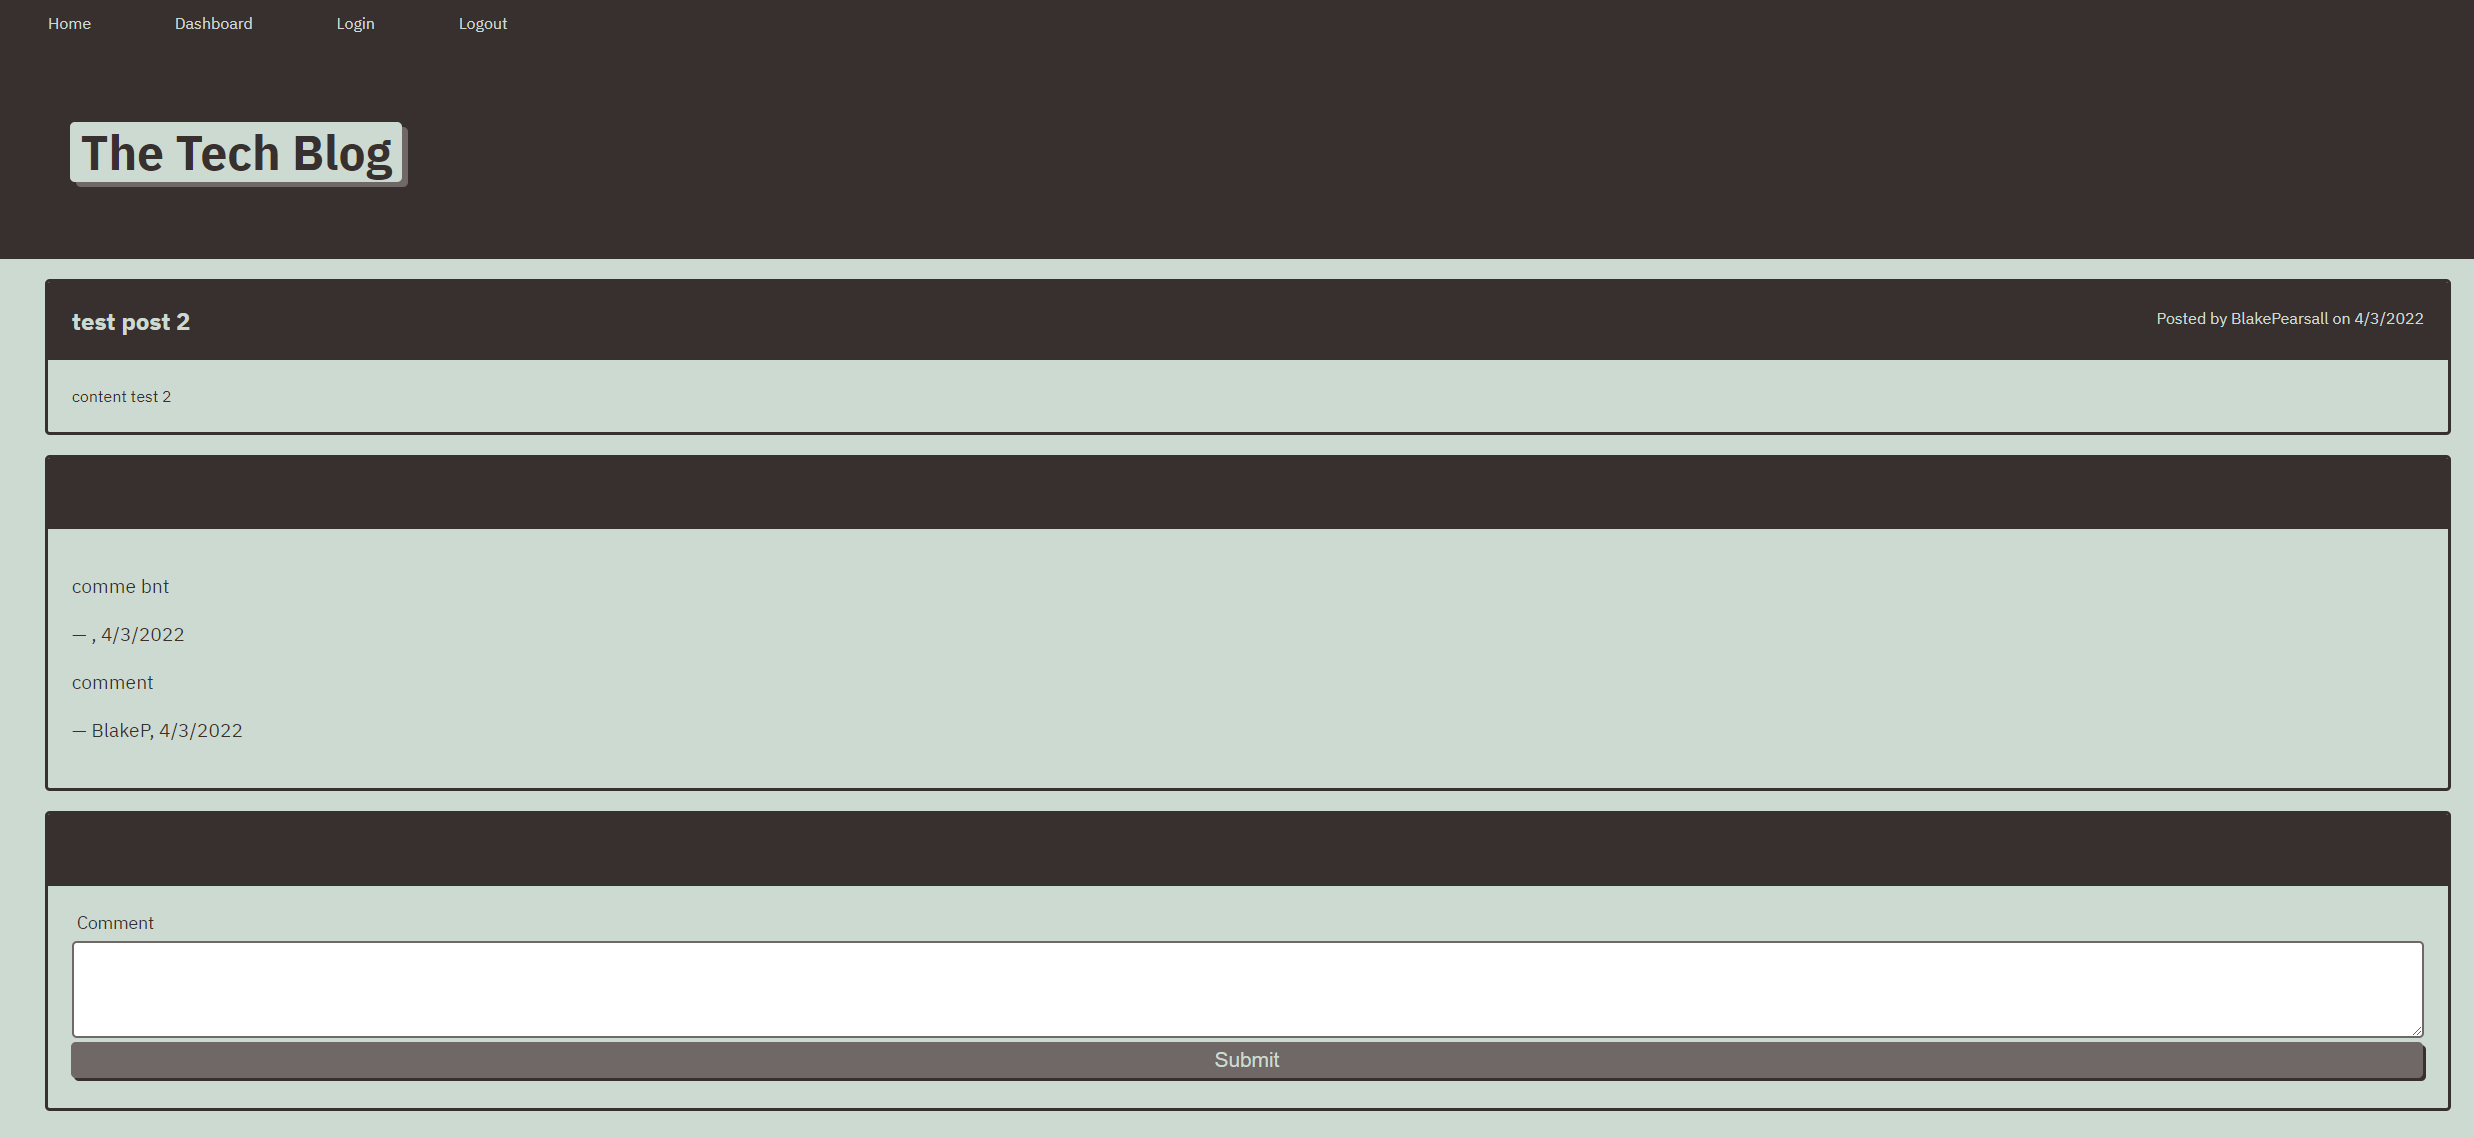 Home Dashboard Login Logout
The Tech Blog
test post 2 Posted by BlakePearsall on 4/3/2022
content test 2
comme bnt
— , 4/3/2022
comment
— BlakeP, 4/3/2022
Comment
Submit